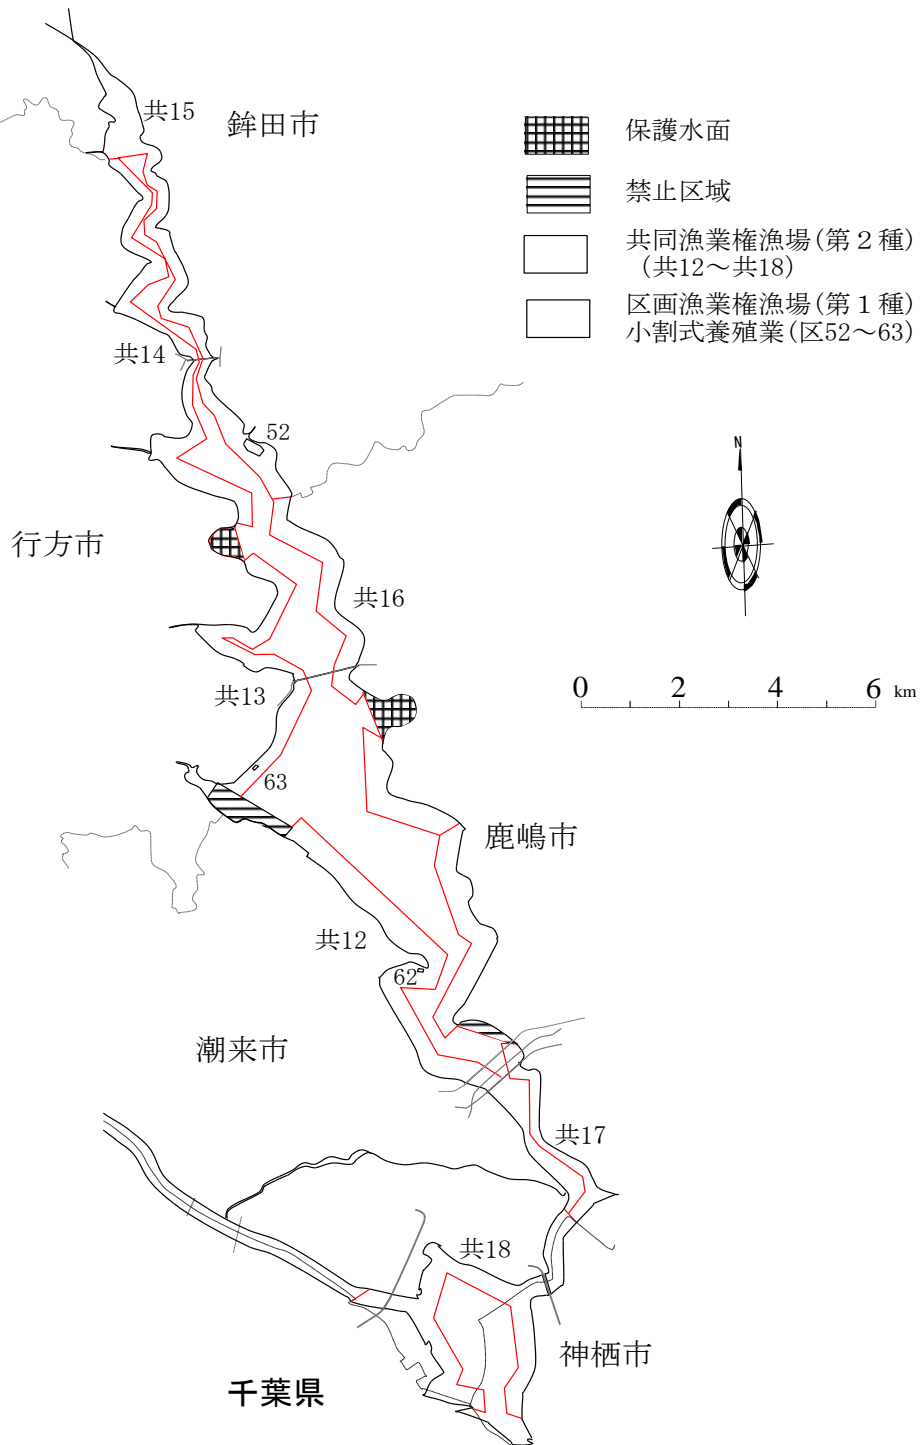 共15
鉾田市
保護水面
禁止区域
共同漁業権漁場(第２種)
(共12～共18)
区画漁業権漁場(第１種)
小割式養殖業(区52～63)
共14
52
N
行方市
共16
共13
0 2 4 6 km
63
鹿嶋市
共12
62
潮来市
共17
共18
神栖市
千葉県